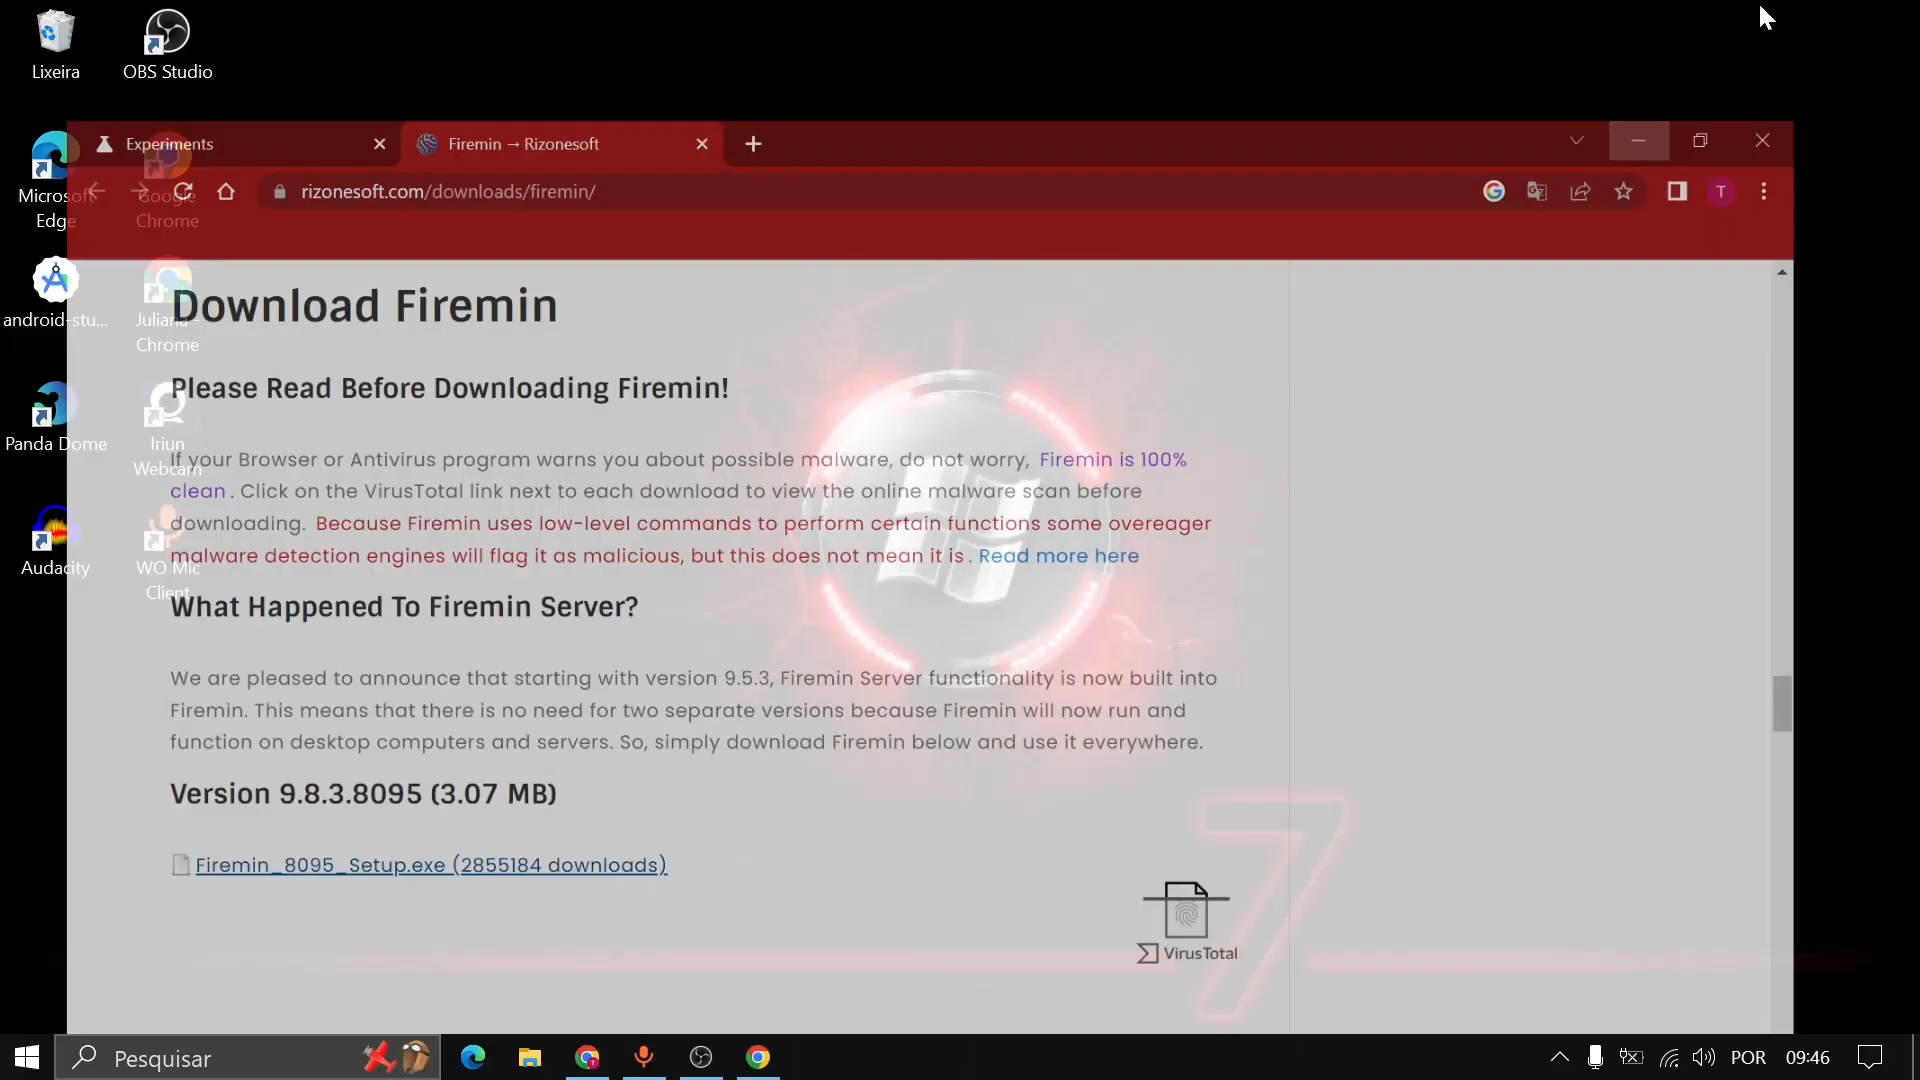 Lixeira
OBS Studio
Experiments
Firemin → Rizonesoft
Microsoft
Edge
Google
Chrome
rizonesoft.com/downloads/firemin/
T
android-stu...
Juliana -
Chrome
Panda Dome
Iriun
Webcam
Audacity
WO Mic
Client
Download Firemin
Please Read Before Downloading Firemin!
If your Browser or Antivirus program warns you about possible malware, do not worry, Firemin is 100%
clean . Click on the VirusTotal link next to each download to view the online malware scan before
downloading. Because Firemin uses low-level commands to perform certain functions some overeager
malware detection engines will flag it as malicious, but this does not mean it is . Read more here
What Happened To Firemin Server?
We are pleased to announce that starting with version 9.5.3, Firemin Server functionality is now built into
Firemin. This means that there is no need for two separate versions because Firemin will now run and
function on desktop computers and servers. So, simply download Firemin below and use it everywhere.
Version 9.8.3.8095 (3.07 MB)
Firemin_8095_Setup.exe (2855184 downloads)
VirusTotal
7
Pesquisar
POR
09:46